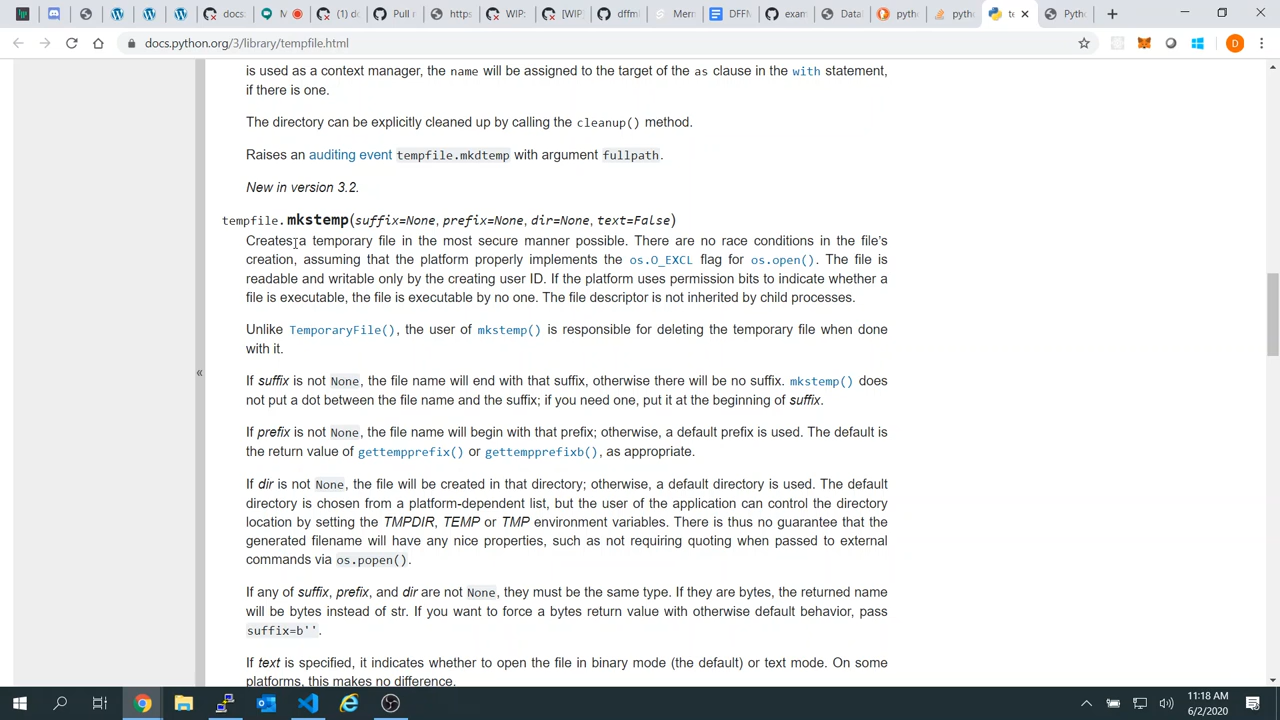 docs
(1) do
Pull r
https
WIP:
[WIP]
dffml
Merm
DFFI
exam
Data
pyth
pyth
te
Pyth
docs.python.org/3/library/tempfile.html
D
is used as a context manager, the name will be assigned to the target of the as clause in the with statement,
if there is one.
The directory can be explicitly cleaned up by calling the cleanup() method.
Raises an auditing event tempfile.mkdtemp with argument fullpath.
New in version 3.2.
tempfile.mkstemp(suffix=None, prefix=None, dir=None, text=False)
Creates a temporary file in the most secure manner possible. There are no race conditions in the file's
creation, assuming that the platform properly implements the os.O_EXCL flag for os.open(). The file is
readable and writable only by the creating user ID. If the platform uses permission bits to indicate whether a
file is executable, the file is executable by no one. The file descriptor is not inherited by child processes.
Unlike TemporaryFile(), the user of mkstemp() is responsible for deleting the temporary file when done
with it.
If suffix is not None, the file name will end with that suffix, otherwise there will be no suffix. mkstemp() does
not put a dot between the file name and the suffix; if you need one, put it at the beginning of suffix.
If prefix is not None, the file name will begin with that prefix; otherwise, a default prefix is used. The default is
the return value of gettempprefix() or gettempprefixb(), as appropriate.
If dir is not None, the file will be created in that directory; otherwise, a default directory is used. The default
directory is chosen from a platform-dependent list, but the user of the application can control the directory
location by setting the TMPDIR, TEMP or TMP environment variables. There is thus no guarantee that the
generated filename will have any nice properties, such as not requiring quoting when passed to external
commands via os.popen().
If any of suffix, prefix, and dir are not None, they must be the same type. If they are bytes, the returned name
will be bytes instead of str. If you want to force a bytes return value with otherwise default behavior, pass
suffix=b''.
If text is specified, it indicates whether to open the file in binary mode (the default) or text mode. On some
platforms, this makes no difference.
«
11:18 AM
6/2/2020